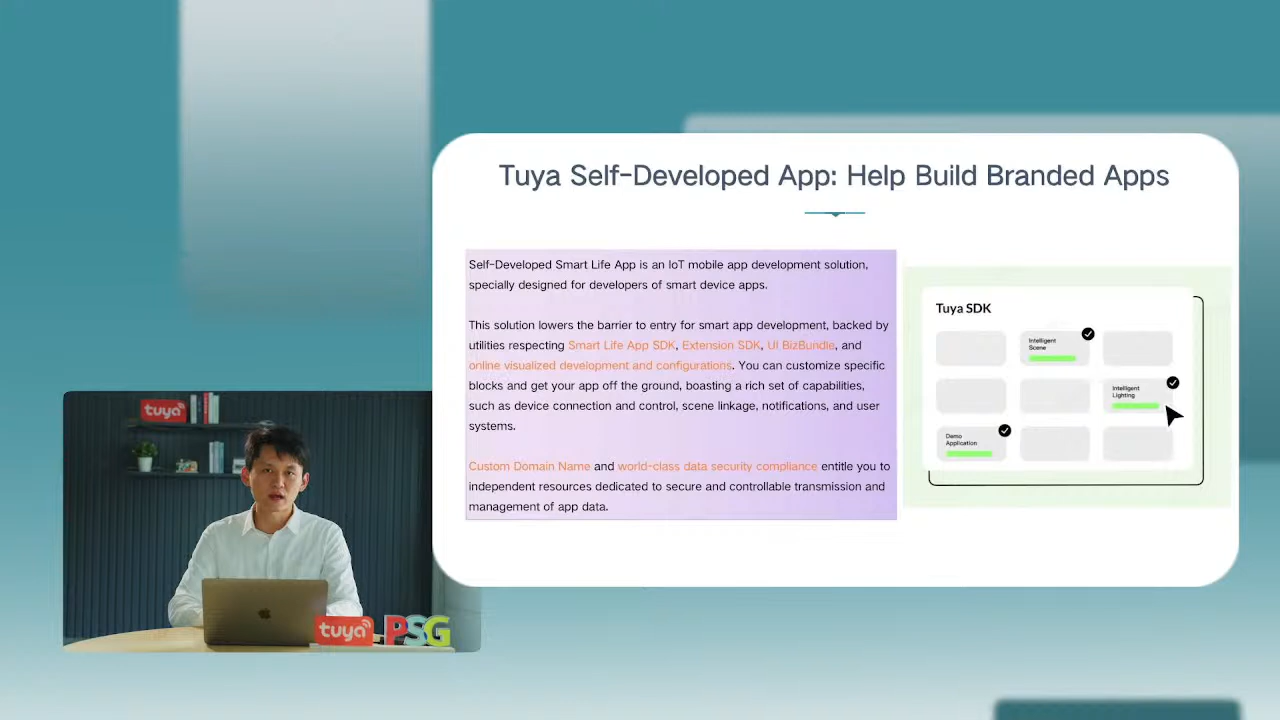 Tuya Self-Developed App: Help Build Branded Apps
Self-Developed Smart Life App is an IoT mobile app development solution,
specially designed for developers of smart device apps.
This solution lowers the barrier to entry for smart app development, backed by
utilities respecting Smart Life App SDK, Extension SDK, UI BizBundle, and
online visualized development and configurations. You can customize specific
blocks and get your app off the ground, boasting a rich set of capabilities,
such as device connection and control, scene linkage, notifications, and user
systems.
Custom Domain Name and world-class data security compliance entitle you to
independent resources dedicated to secure and controllable transmission and
management of app data.
Tuya SDK
Intelligent
Scene
Intelligent
Lighting
Demo
Application
tuya
tuya
PSG